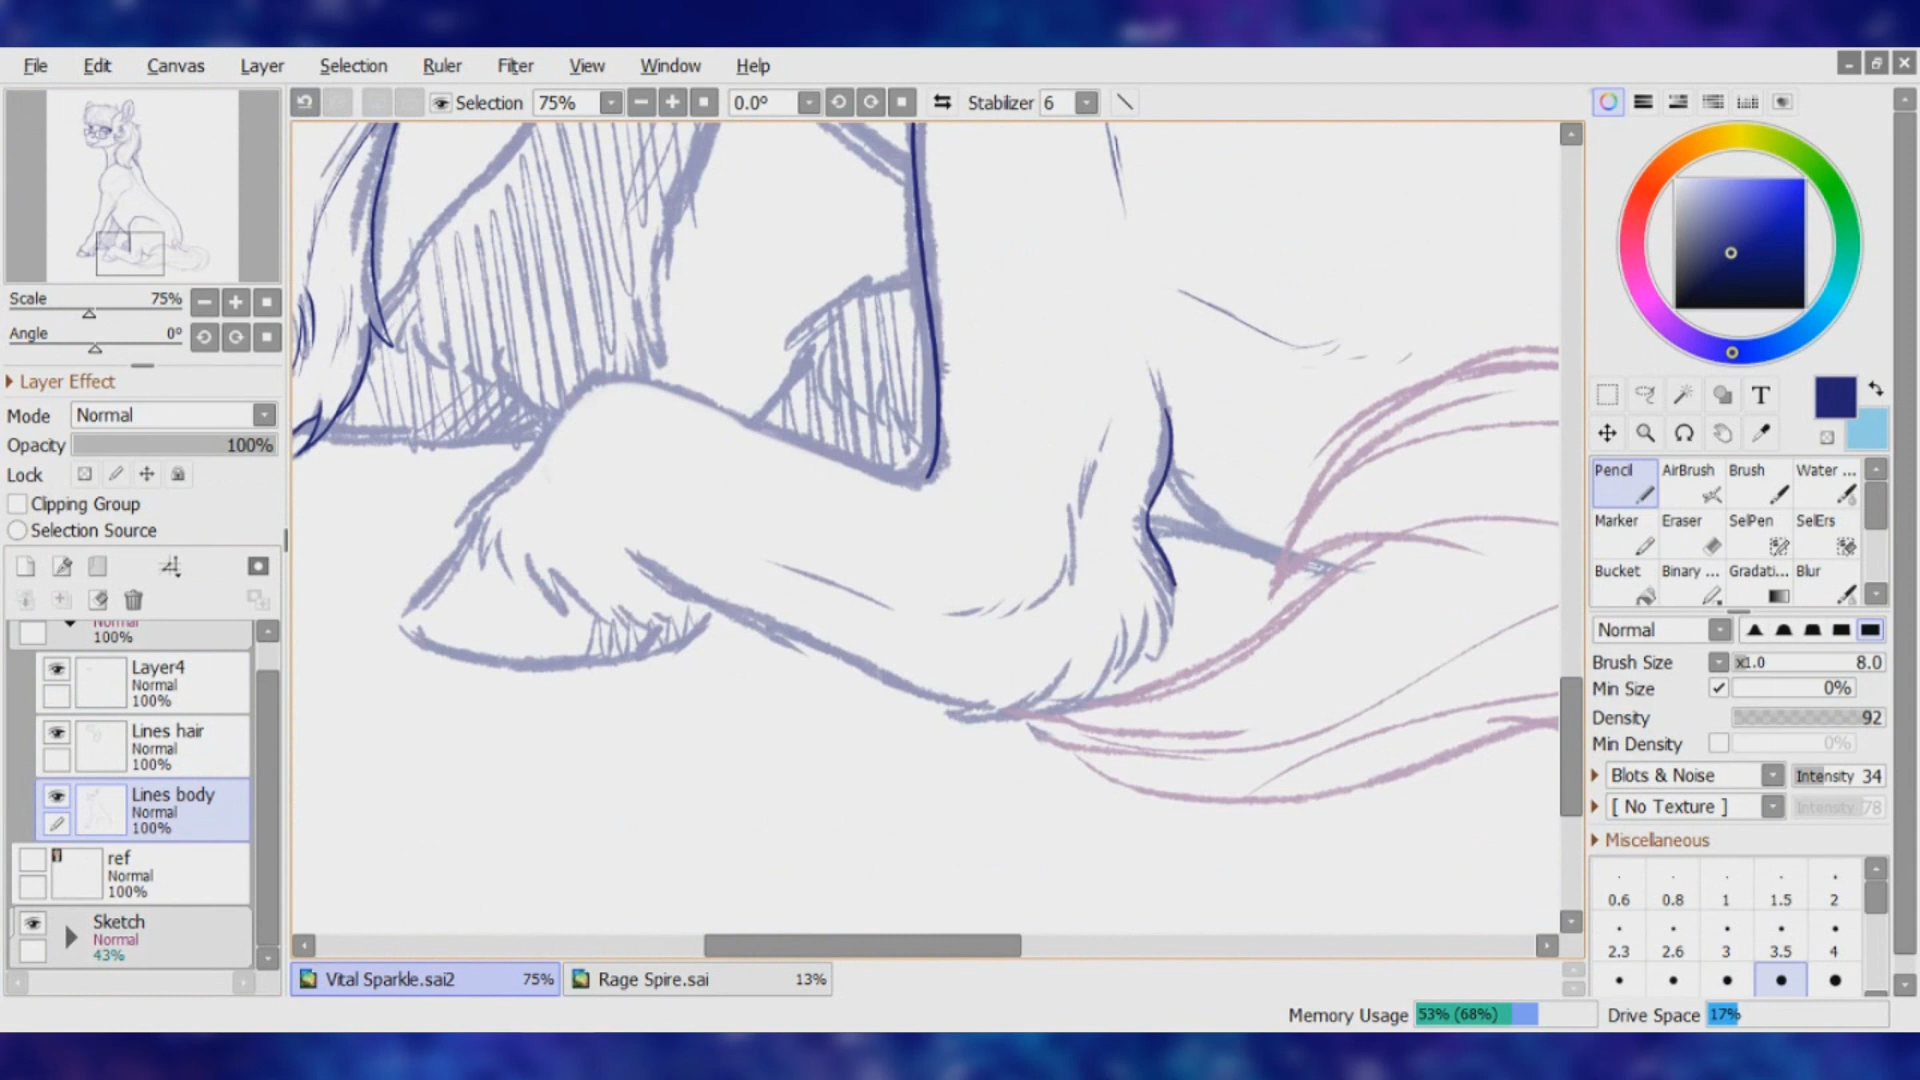 File Edit Canvas Layer Selection Ruler Filter View Window Help
Selection 75% 0.0º Stabilizer 6
Scale 75%
Angle 0º
Layer Effect
Mode Normal
Opacity 100%
Lock
Clipping Group
Selection Source
Normal
100%
Layer4
Normal
100%
Lines hair
Normal
100%
Lines body
Normal
100%
ref
Normal
100%
Sketch
Normal
43%
Vital Sparkle.sai2 75% Rage Spire.sai 13%
T
Pencil AirBrush Brush Water ...
Marker Eraser SelPen SelErs
Bucket Binary ... Gradati... Blur
Normal
Brush Size x1.0 8.0
Min Size 0%
Density 92
Min Density 0%
Blots & Noise Intensity 34
[ No Texture ] Intensity 78
Miscellaneous
0.6 0.8 1 1.5 2
2.3 2.6 3 3.5 4
Memory Usage 53% (68%) Drive Space 17%